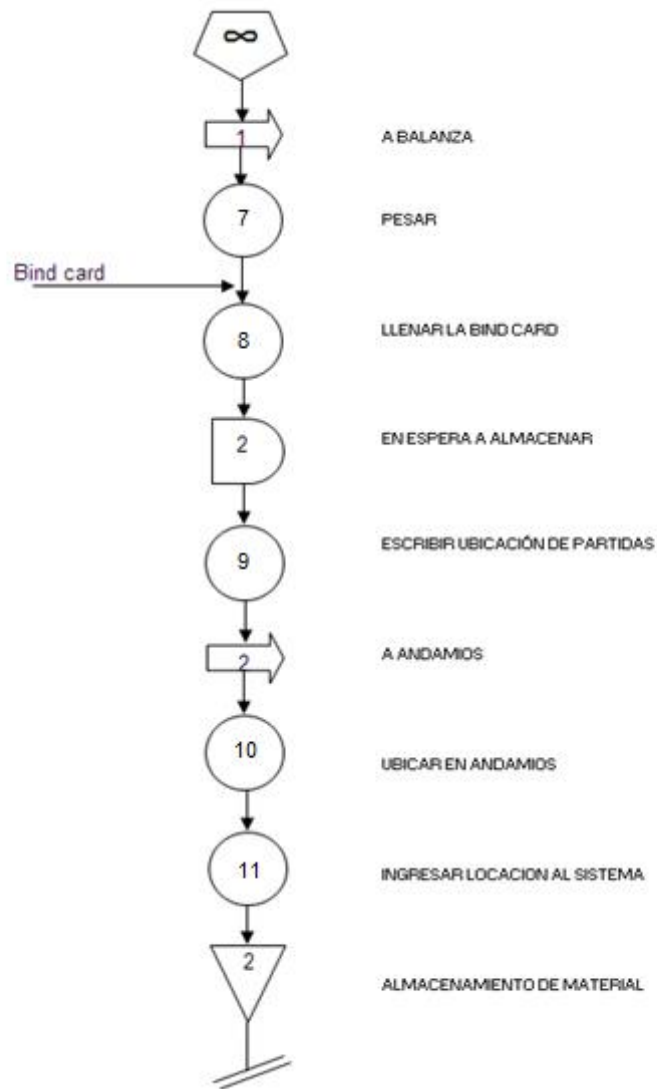 ∞
1 A BALANZA
7 PESAR
Bind card
8 LLENAR LA BIND CARD
2 EN ESPERA A ALMACENAR
9 ESCRIBIR UBICACIÓN DE PARTIDAS
2 A ANDAMIOS
10 UBICAR EN ANDAMIOS
11 INGRESAR LOCACION AL SISTEMA
2 ALMACENAMIENTO DE MATERIAL